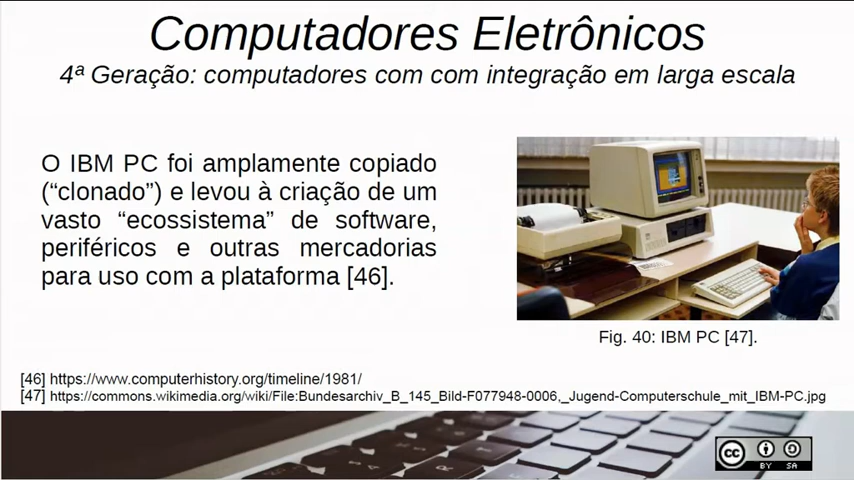 Computadores Eletrônicos
4ª Geração: computadores com com integração em larga escala
O IBM PC foi amplamente copiado
(“clonado”) e levou à criação de um
vasto “ecossistema” de software,
periféricos e outras mercadorias
para uso com a plataforma [46].
Fig. 40: IBM PC [47].
[46] https://www.computerhistory.org/timeline/1981/
[47] https://commons.wikimedia.org/wiki/File:Bundesarchiv_B_145_Bild-F077948-0006,_Jugend-Computerschule_mit_IBM-PC.jpg
cc
BY SA